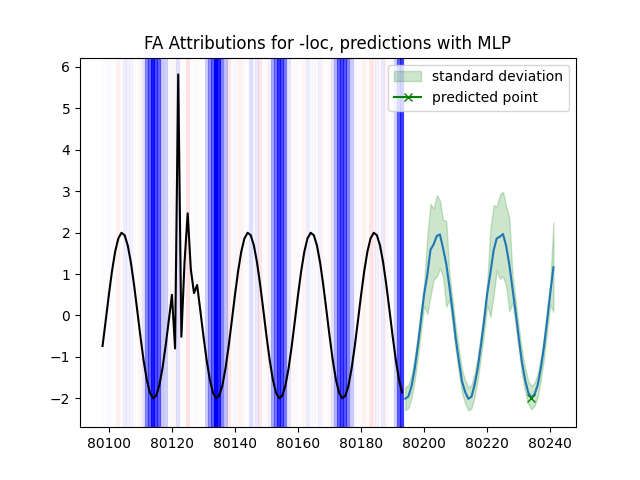 FA Attributions for -loc, predictions with MLP
standard deviation
predicted point
6
5
4
3
2
1
0
−1
−2
80100 80120 80140 80160 80180 80200 80220 80240